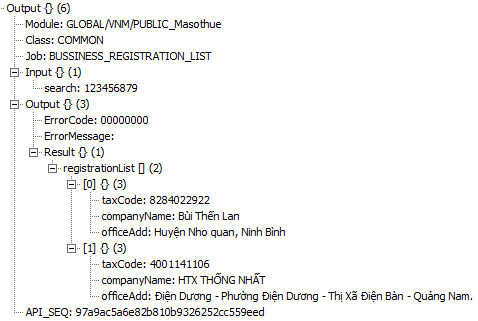 Output {} (6)
Module: GLOBAL/VNM/PUBLIC_Masothue
Class: COMMON
Job: BUSSINESS_REGISTRATION_LIST
Input {} (1)
search: 123456879
Output {} (3)
ErrorCode: 00000000
ErrorMessage:
Result {} (1)
registrationList [] (2)
[0] {} (3)
taxCode: 8284022922
companyName: Bùi Thến Lan
officeAdd: Huyện Nho quan, Ninh Bình
[1] {} (3)
taxCode: 4001141106
companyName: HTX THỐNG NHẤT
officeAdd: Điện Dương - Phường Điện Dương - Thị Xã Điện Bàn - Quảng Nam.
API_SEQ: 97a9ac5a6e82b810b9326252cc559eed